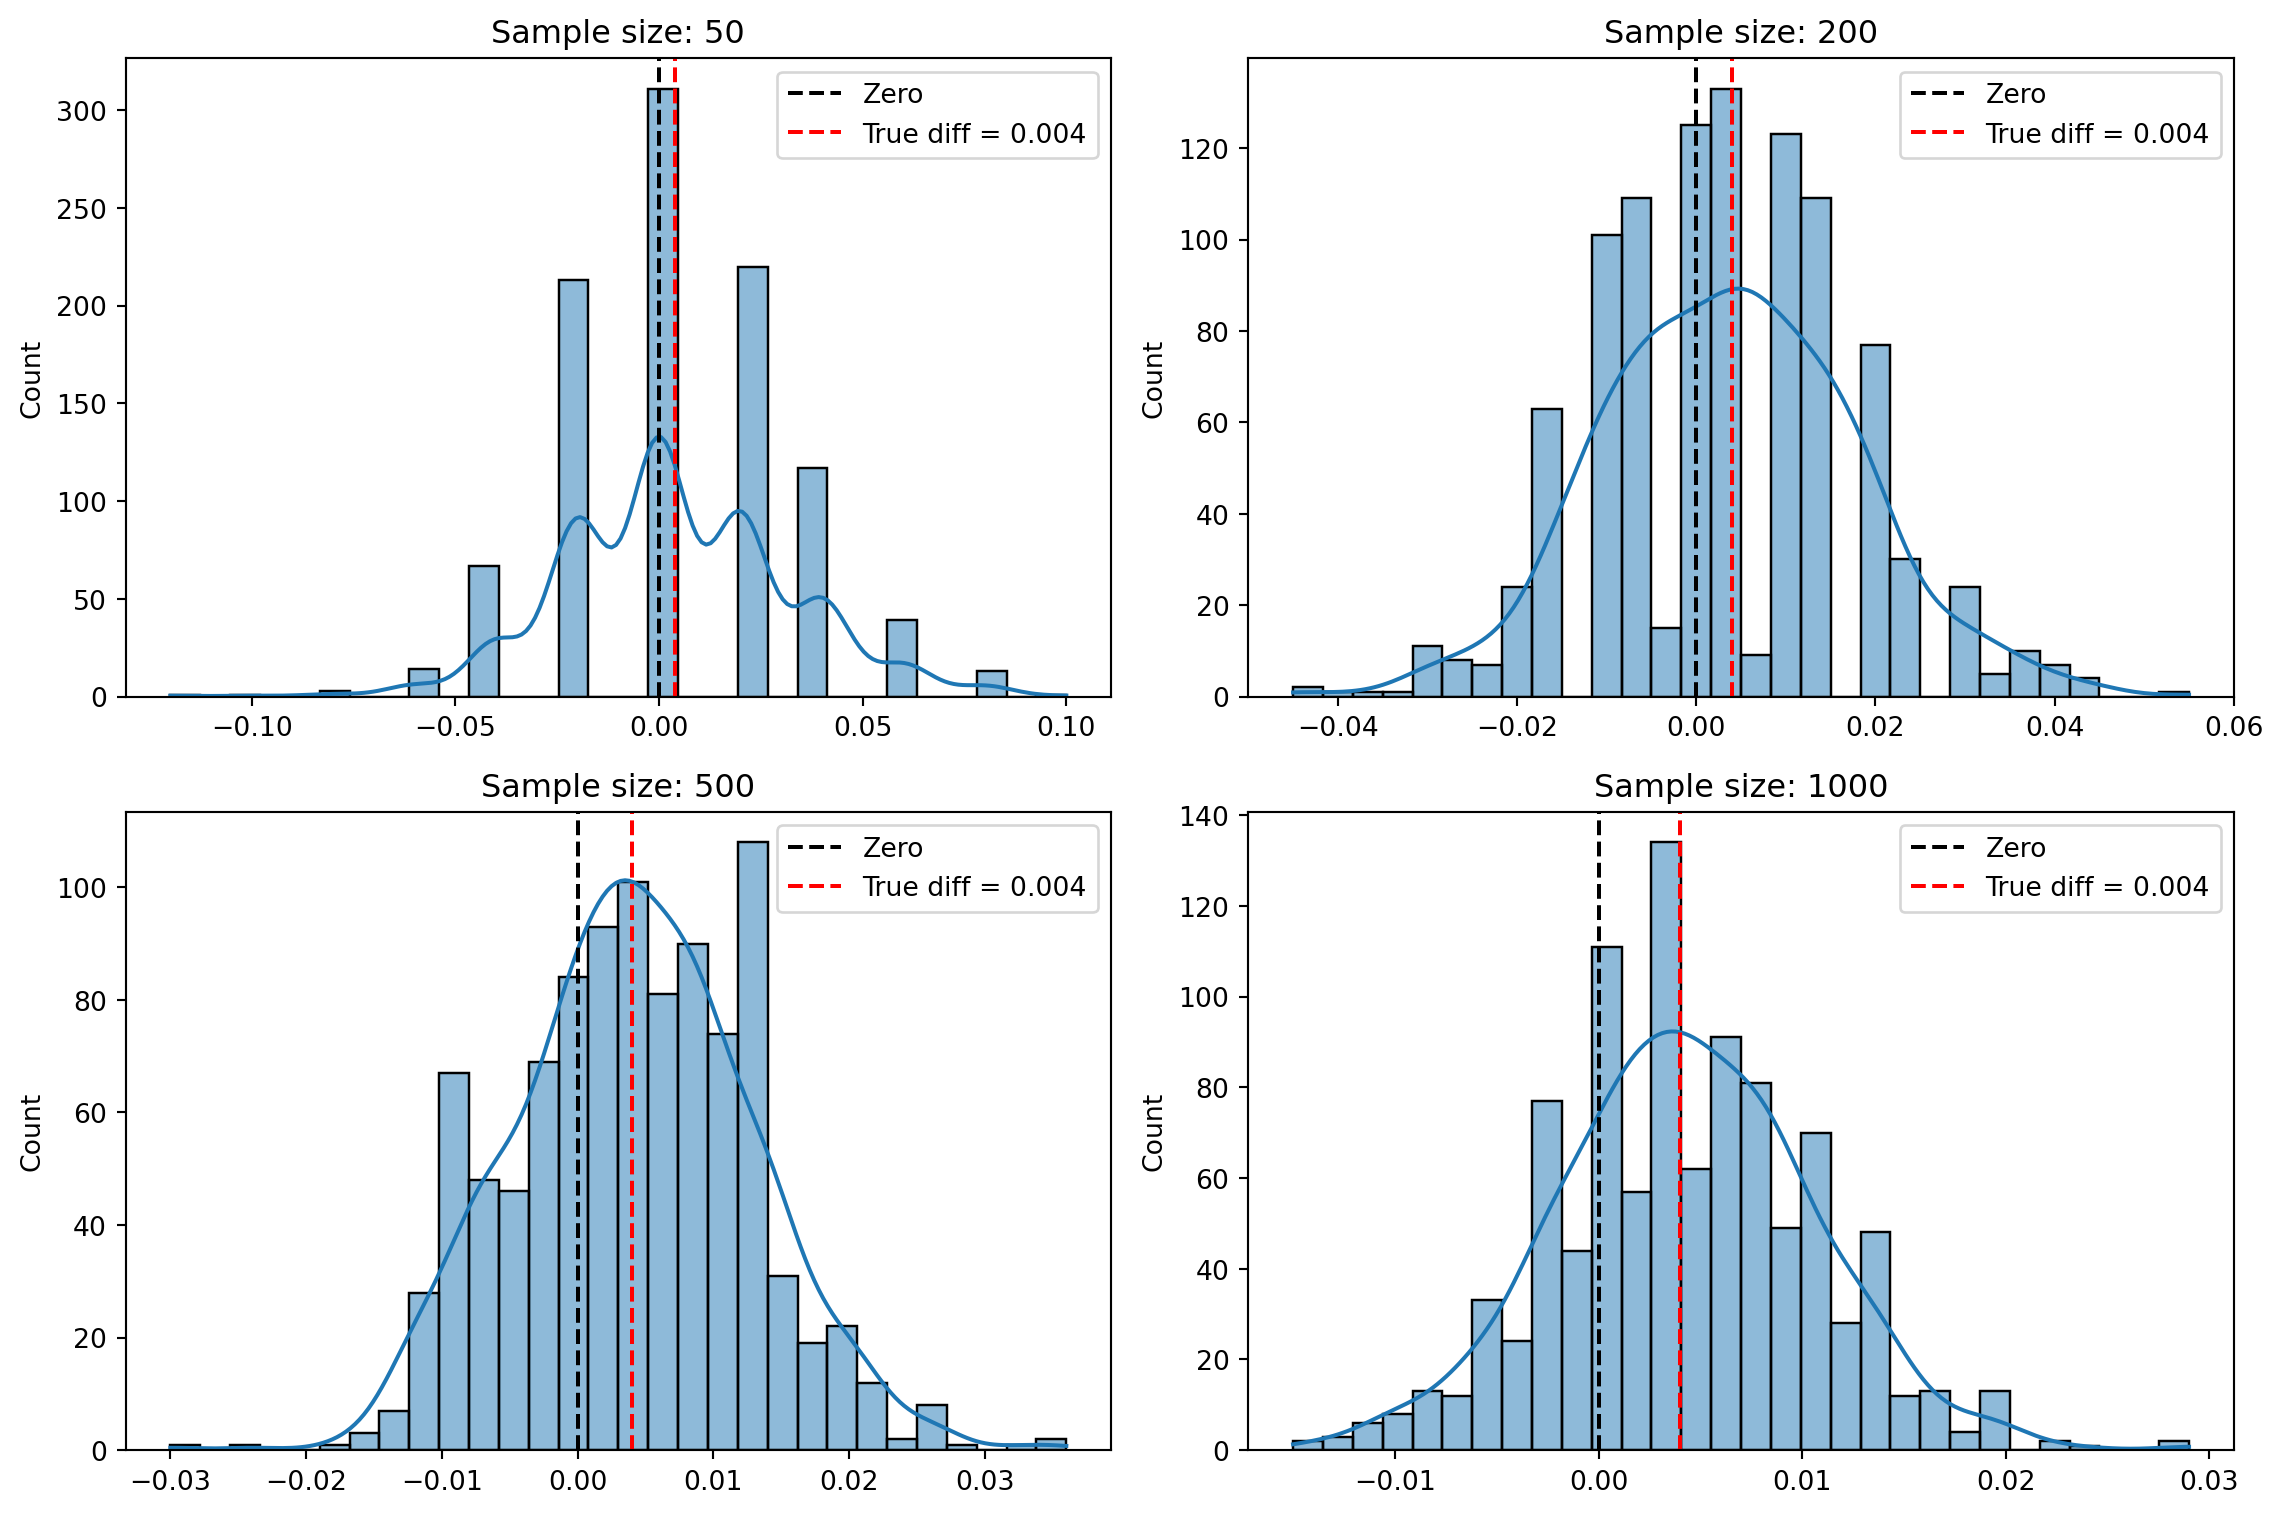 Sample size: 50
Count
300
250
200
150
100
50
0
−0.10 −0.05 0.00 0.05 0.10
Zero
True diff = 0.004
Sample size: 200
Count
120
100
80
60
40
20
0
−0.04 −0.02 0.00 0.02 0.04 0.06
Zero
True diff = 0.004
Sample size: 500
Count
100
80
60
40
20
0
−0.03 −0.02 −0.01 0.00 0.01 0.02 0.03
Zero
True diff = 0.004
Sample size: 1000
Count
140
120
100
80
60
40
20
0
−0.01 0.00 0.01 0.02 0.03
Zero
True diff = 0.004